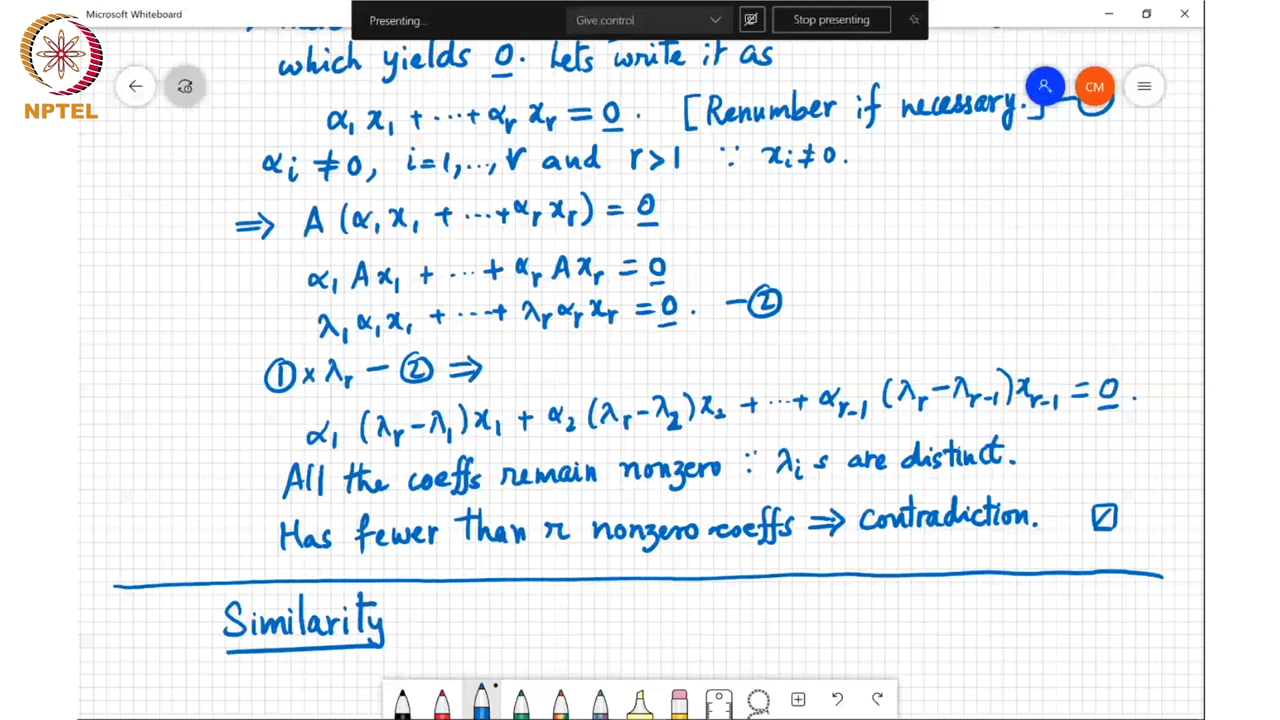 Microsoft Whiteboard
Presenting...
Give control
Stop presenting
NPTEL
CM
which yields 0. Lets write it as
α₁ x₁ + ... + αᵣ xᵣ = 0. [Renumber if necessary.]
αᵢ ≠ 0, i=1,..,r and r>1 ∵ xᵢ≠0.
⇒ A (α₁ x₁ + ... + αᵣ xᵣ) = 0
α₁ A x₁ + ... + αᵣ A xᵣ = 0
λ₁ α₁ x₁ + ... + λᵣ αᵣ xᵣ = 0. - ②
① × λᵣ - ② ⇒
α₁ (λᵣ - λ₁) x₁ + α₂ (λᵣ - λ₂) x₂ + ... + αᵣ₋₁ (λᵣ - λᵣ₋₁) xᵣ₋₁ = 0.
All the coeffs remain nonzero ∵ λᵢ s are distinct.
Has fewer than r nonzero coeffs ⇒ contradiction.
Similarity